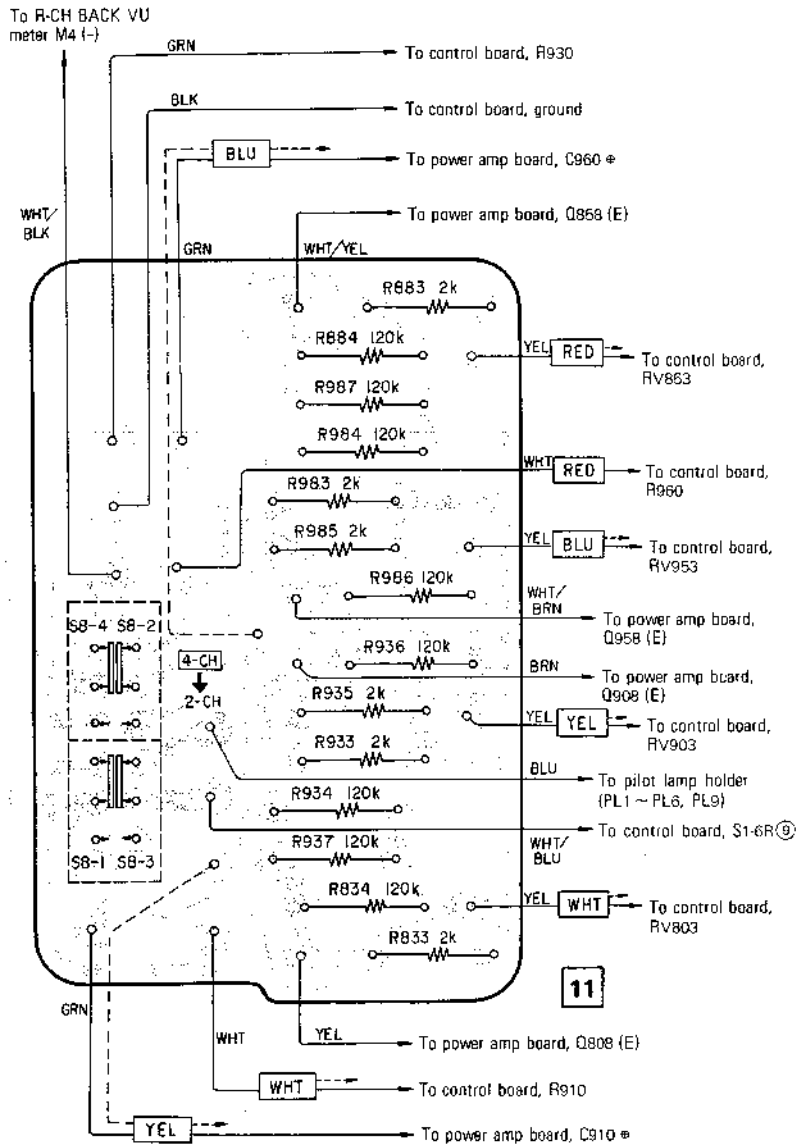 To R-CH BACK VU
meter M4 (-)
GRN
To control board, R930
BLK
To control board, ground
BLU
To power amp board, C960 ⊕
WHT/
BLK
To power amp board, Q858 (E)
GRN
WHT/YEL
R883 2k
R884 120k
YEL
RED
To control board,
RV853
R987 120k
R984 120k
WHT
RED
To control board,
R960
R983 2k
R985 2k
YEL
BLU
To control board,
RV953
R986 120k
WHT/
BRN
To power amp board,
Q958 (E)
S8-4 S8-2
4-CH
2-CH
R936 120k
BRN
To power amp board,
Q908 (E)
R935 2k
YEL
YEL
To control board,
RV903
R933 2k
BLU
To pilot lamp holder
(PL1 ~ PL6, PL9)
R934 120k
To control board, S1-6R⑨
WHT/
BLU
R937 120k
S8-1 S8-3
R834 120k
YEL
WHT
To control board,
RV803
R833 2k
11
GRN
WHT
YEL
To power amp board, Q808 (E)
WHT
To control board, R910
YEL
To power amp board, C910 ⊕